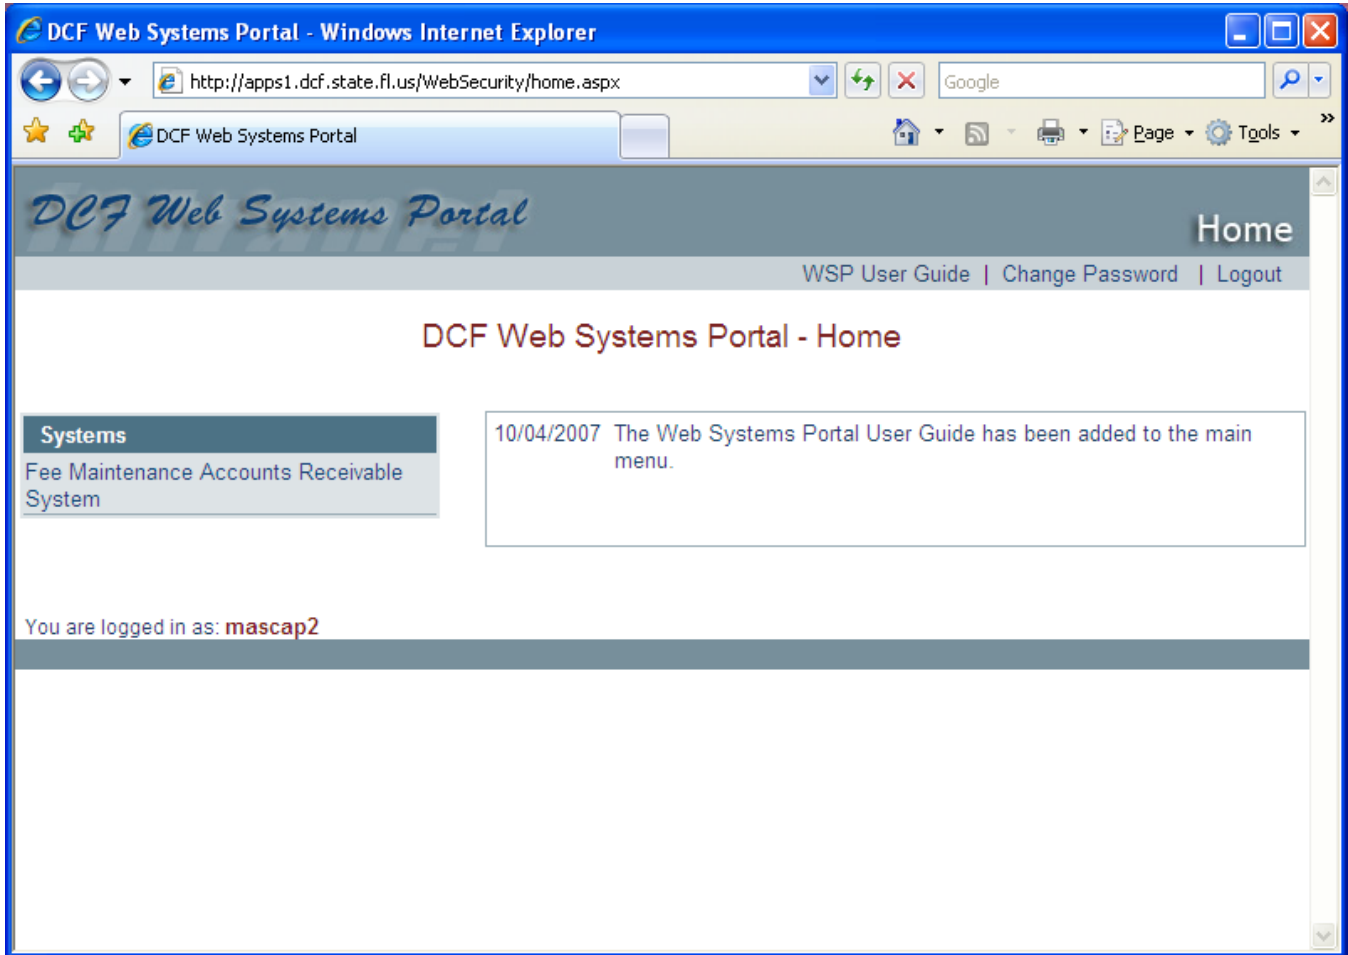 DCF Web Systems Portal - Windows Internet Explorer
http://apps1.dcf.state.fl.us/WebSecurity/home.aspx
Google
DCF Web Systems Portal
Page
Tools
»
Intranet
DCF Web Systems Portal
Home
WSP User Guide | Change Password | Logout
DCF Web Systems Portal - Home
Systems
Fee Maintenance Accounts Receivable
System
10/04/2007 The Web Systems Portal User Guide has been added to the main
menu.
You are logged in as: mascap2